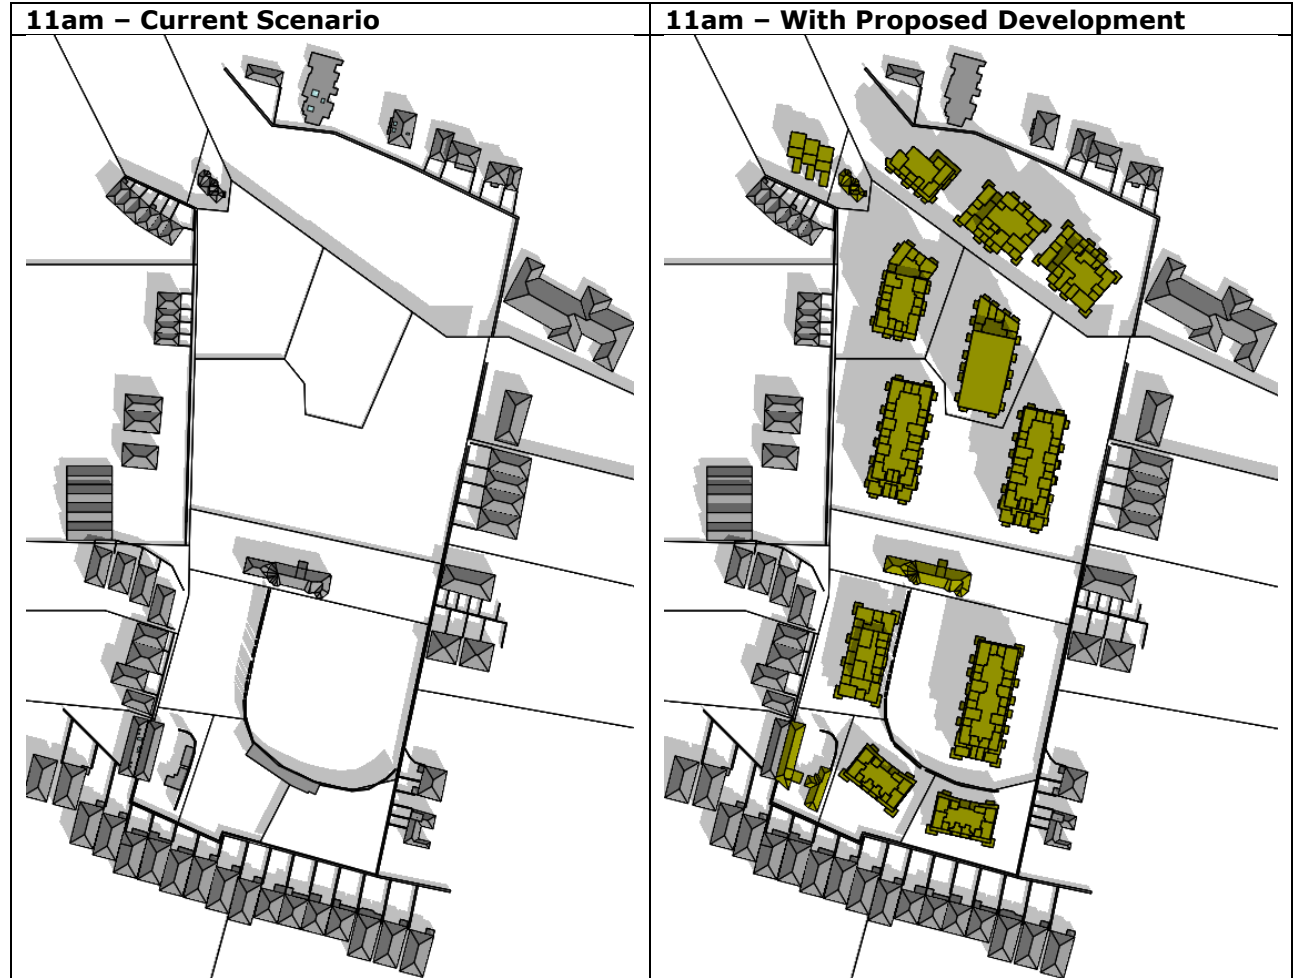 11am – Current Scenario
11am – With Proposed Development